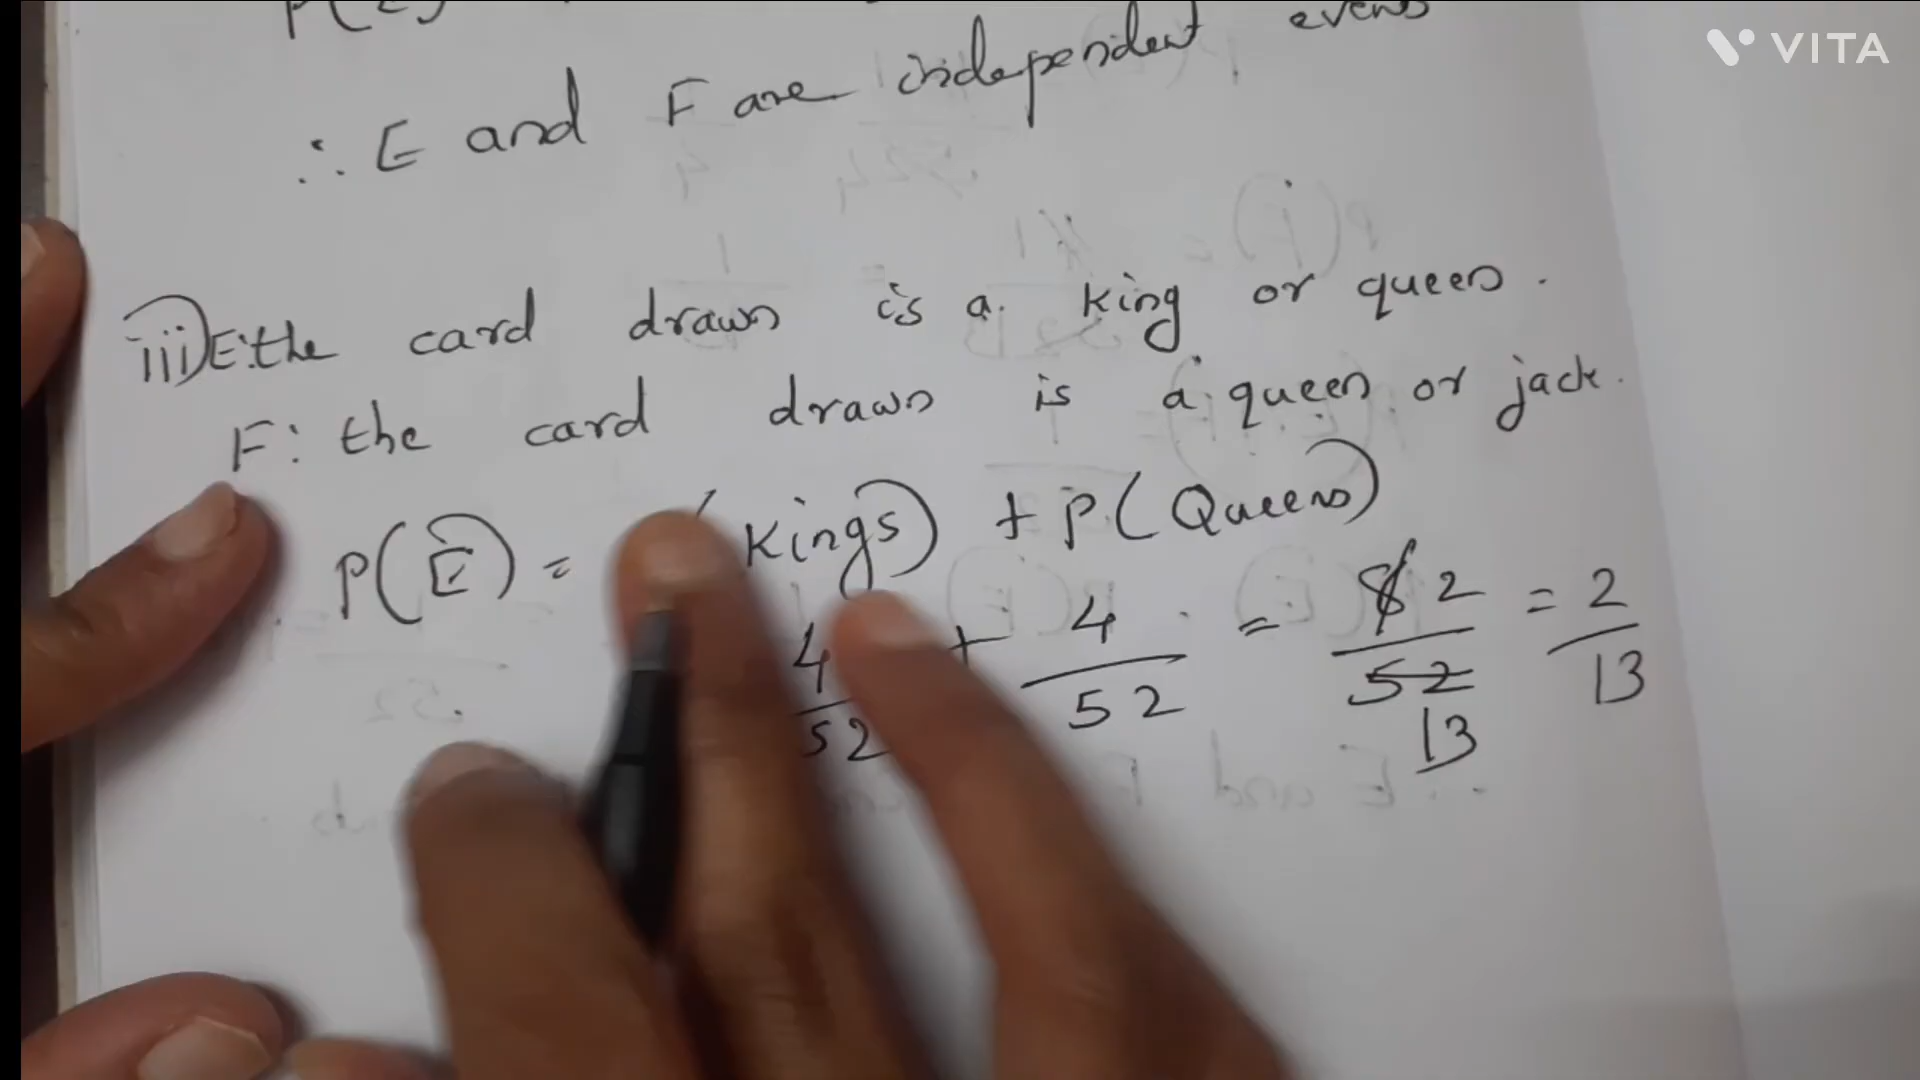 VITA
∴ E and F are independent
iii) E: the card drawn is a king or queen.
F: the card drawn is a queen or jack.
P(E) = (Kings) + P(Queens)
4/52 + 4/52 = 8 2/52 13 = 2/13